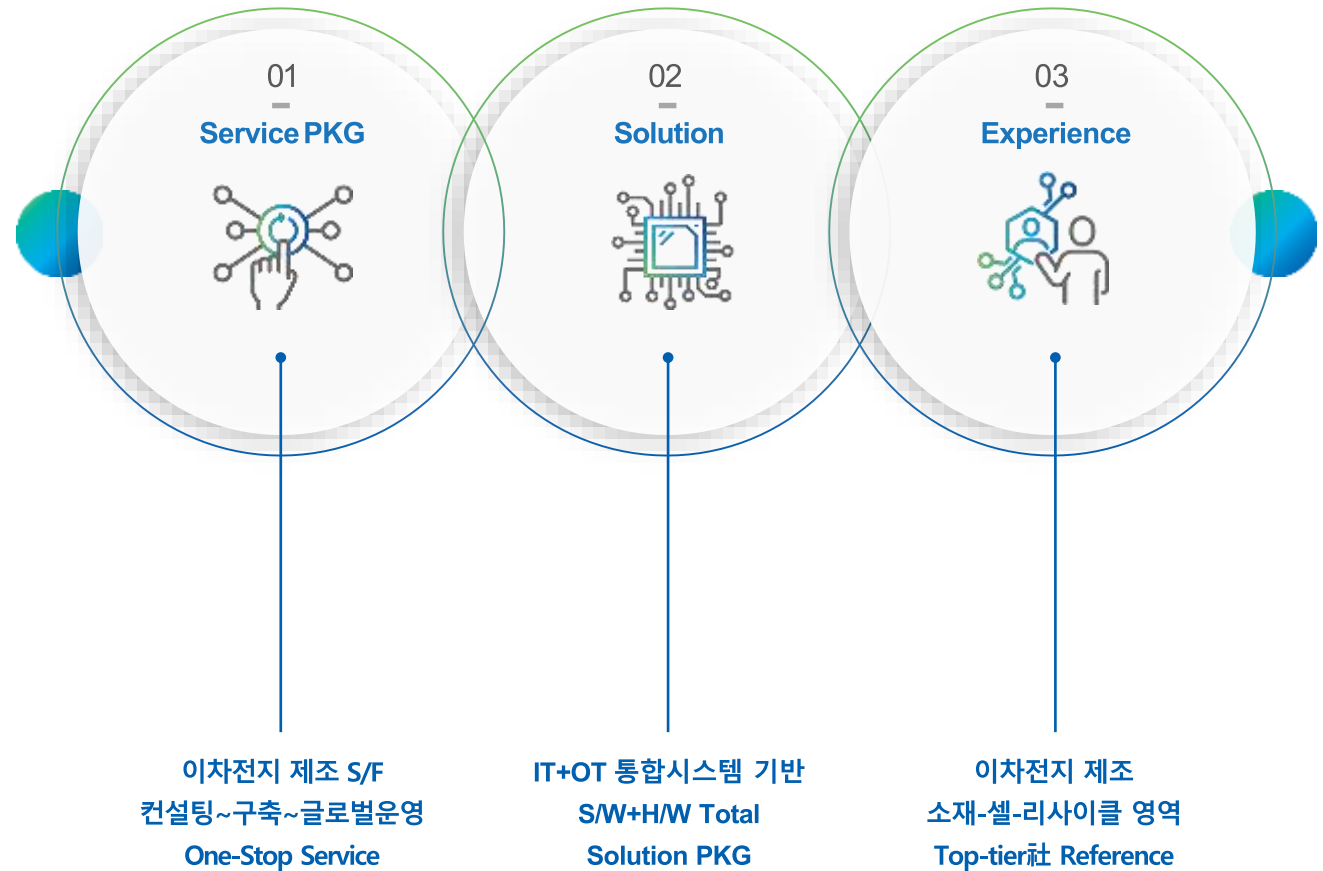 01
Service PKG
02
Solution
03
Experience
이차전지 제조 S/F
컨설팅~구축~글로벌운영
One-Stop Service
IT+OT 통합시스템 기반
S/W+H/W Total
Solution PKG
이차전지 제조
소재-셀-리사이클 영역
Top-tier社 Reference